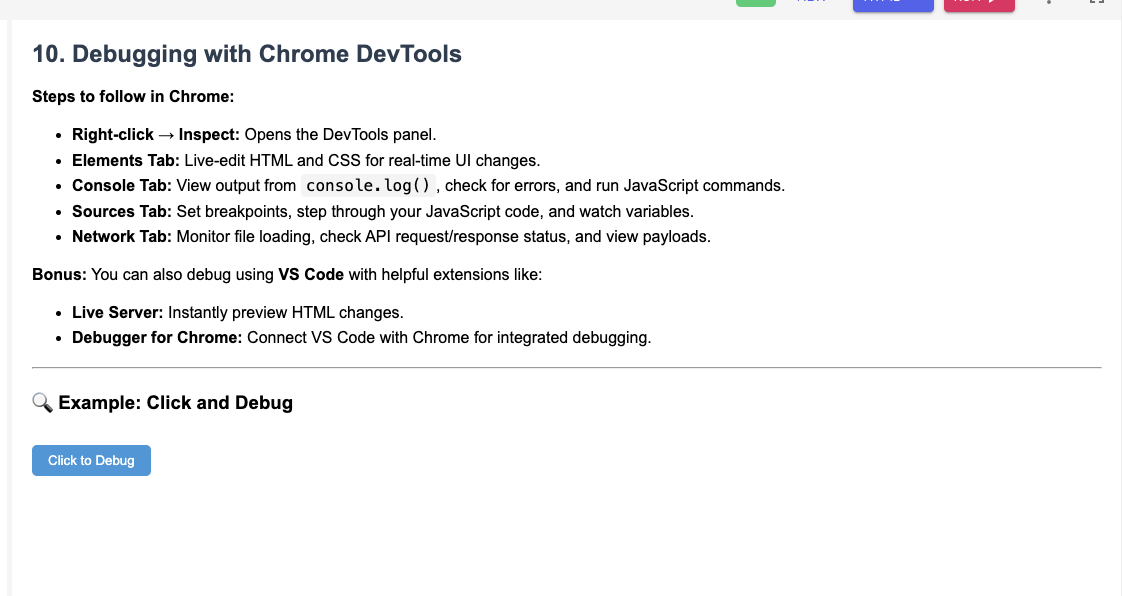 10. Debugging with Chrome DevTools
Steps to follow in Chrome:
• Right-click → Inspect: Opens the DevTools panel.
• Elements Tab: Live-edit HTML and CSS for real-time UI changes.
• Console Tab: View output from console.log() , check for errors, and run JavaScript commands.
• Sources Tab: Set breakpoints, step through your JavaScript code, and watch variables.
• Network Tab: Monitor file loading, check API request/response status, and view payloads.
Bonus: You can also debug using VS Code with helpful extensions like:
• Live Server: Instantly preview HTML changes.
• Debugger for Chrome: Connect VS Code with Chrome for integrated debugging.
🔍 Example: Click and Debug
Click to Debug